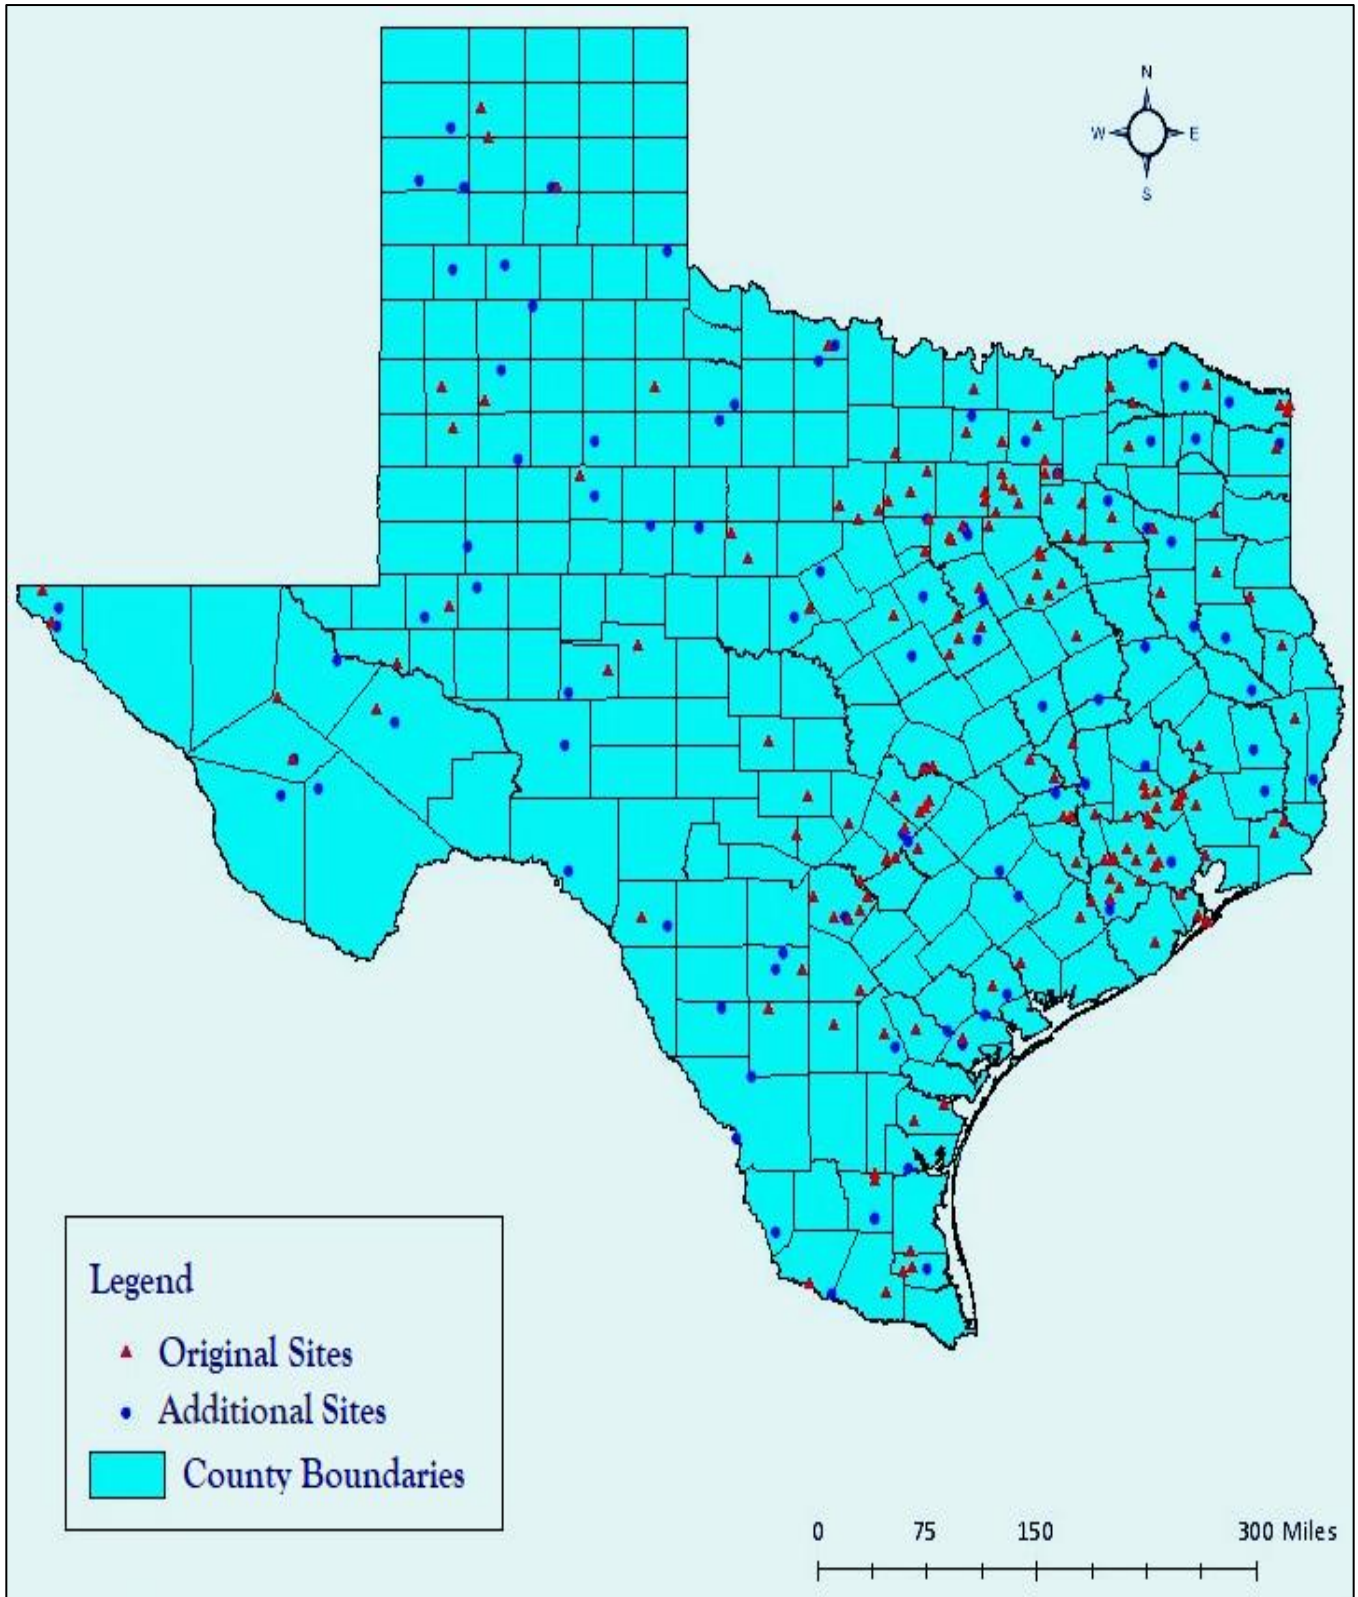 N
W E
S
Legend
Original Sites
Additional Sites
County Boundaries
0 75 150 300 Miles